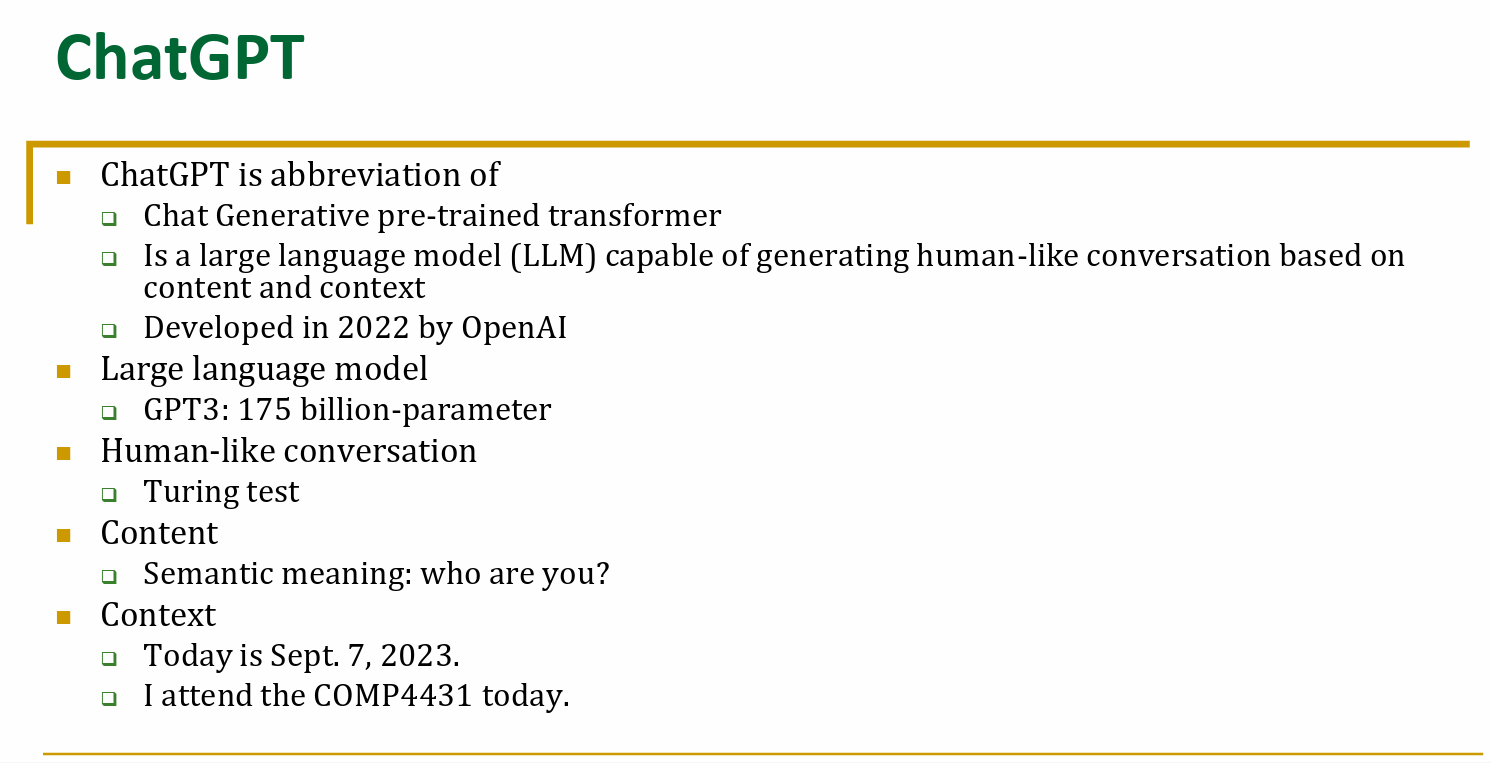 ChatGPT
ChatGPT is abbreviation of
Chat Generative pre-trained transformer
Is a large language model (LLM) capable of generating human-like conversation based on
content and context
Developed in 2022 by OpenAI
Large language model
GPT3: 175 billion-parameter
Human-like conversation
Turing test
Content
Semantic meaning: who are you?
Context
Today is Sept. 7, 2023.
I attend the COMP4431 today.